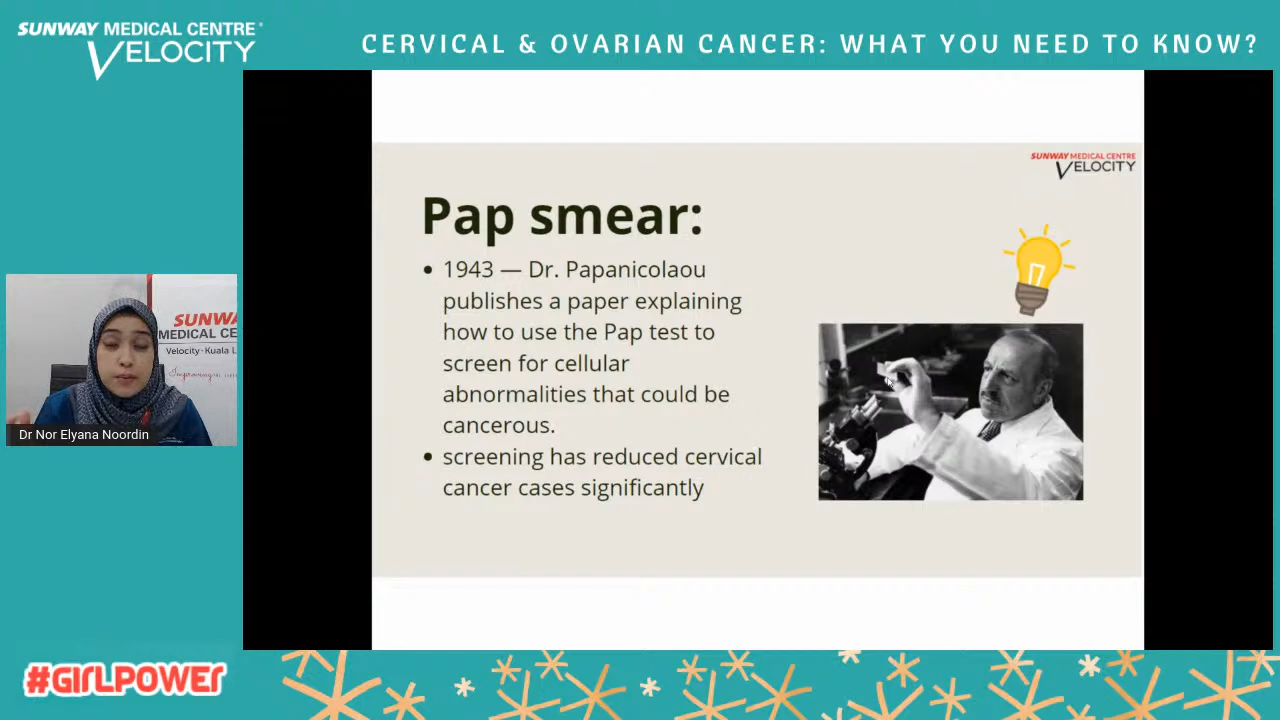 SUNWAY MEDICAL CENTRE®
VELOCITY
CERVICAL & OVARIAN CANCER: WHAT YOU NEED TO KNOW?
SUNWAY MEDICAL CENTRE
VELOCITY
Pap smear:
• 1943 — Dr. Papanicolaou
publishes a paper explaining
how to use the Pap test to
screen for cellular
abnormalities that could be
cancerous.
• screening has reduced cervical
cancer cases significantly
SUNW
MEDICAL CE
Velocity · Kuala L
Dr Nor Elyana Noordin
#GIRLPOWER